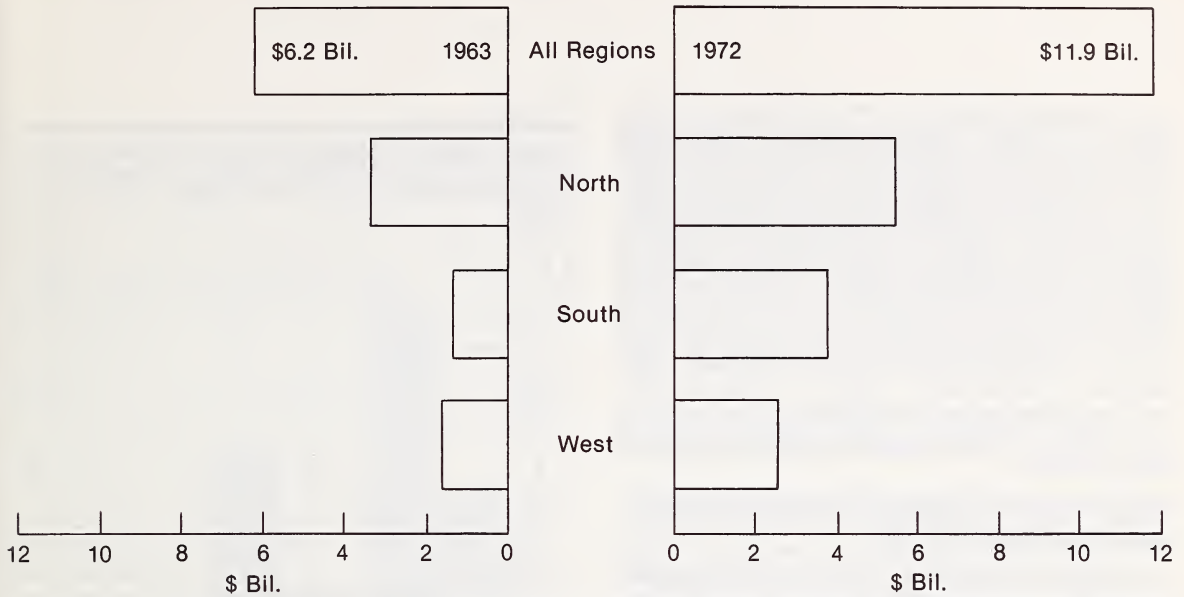 $6.2 Bil. 1963 All Regions 1972 $11.9 Bil.
North
South
West
12 10 8 6 4 2 0 0 2 4 6 8 10 12
$ Bil. $ Bil.